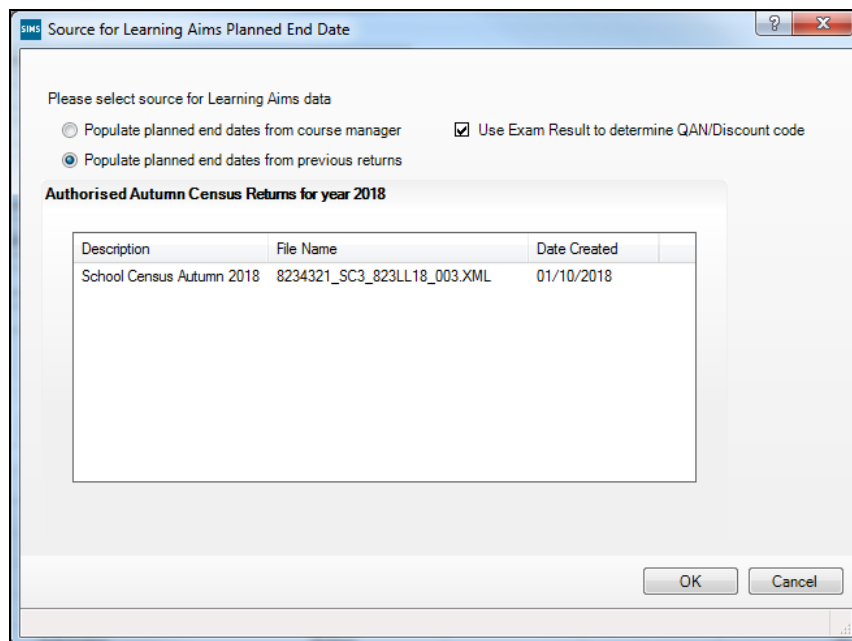 SIMS Source for Learning Aims Planned End Date ? X
Please select source for Learning Aims data
Populate planned end dates from course manager Use Exam Result to determine QAN/Discount code
Populate planned end dates from previous returns
Authorised Autumn Census Returns for year 2018
Description File Name Date Created
School Census Autumn 2018 8234321_SC3_823LL18_003.XML 01/10/2018
OK Cancel